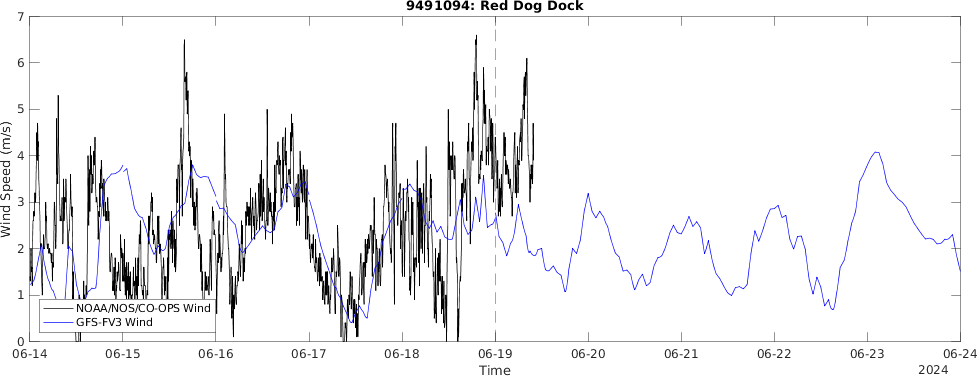 9491094: Red Dog Dock
7
6
5
4
3
2
1
0
Wind Speed (m/s)
NOAA/NOS/CO-OPS Wind
GFS-FV3 Wind
06-14 06-15 06-16 06-17 06-18 06-19 06-20 06-21 06-22 06-23 06-24
Time
2024